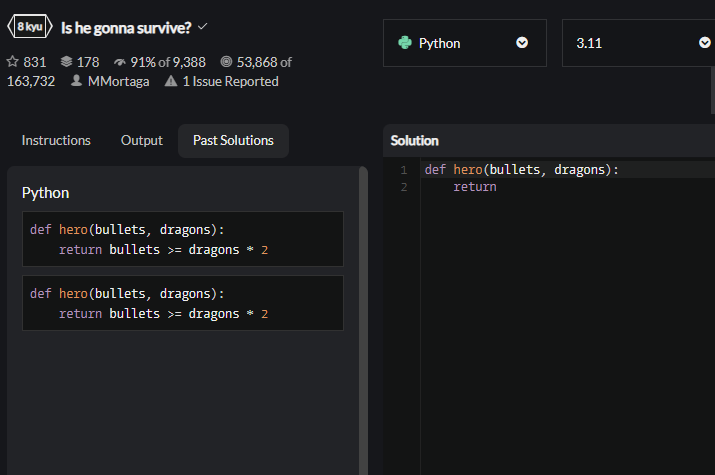 8 kyu Is he gonna survive?
831 178 91% of 9,388 53,868 of
163,732 MMortaga 1 Issue Reported
Python 3.11
Instructions Output Past Solutions
Python
def hero(bullets, dragons):
return bullets >= dragons * 2
def hero(bullets, dragons):
return bullets >= dragons * 2
Solution
1 def hero(bullets, dragons):
2 return